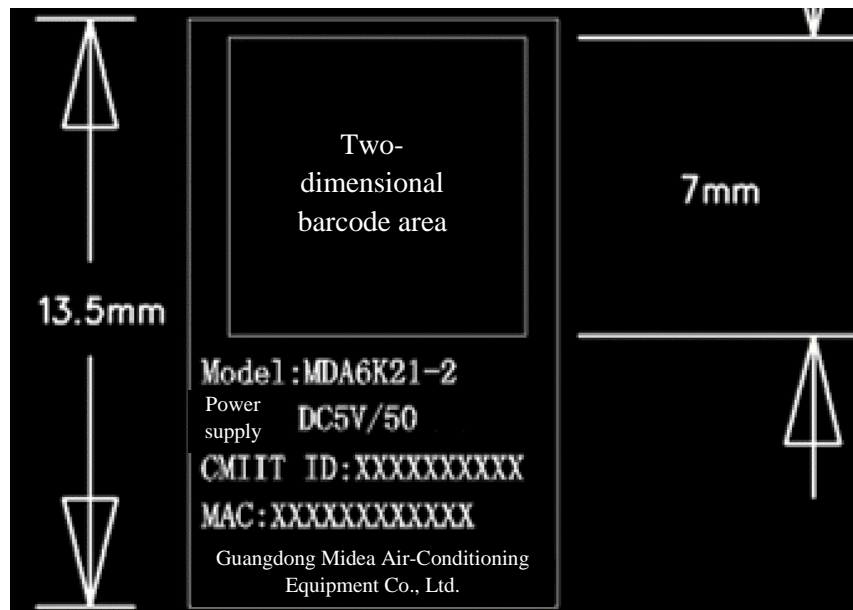 Two-
dimensional
barcode area
7mm
13.5mm
Model:MDA6K21-2
Power
supply
DC5V/50
CMIIT ID:XXXXXXXXXX
MAC:XXXXXXXXXXXX
Guangdong Midea Air-Conditioning
Equipment Co., Ltd.